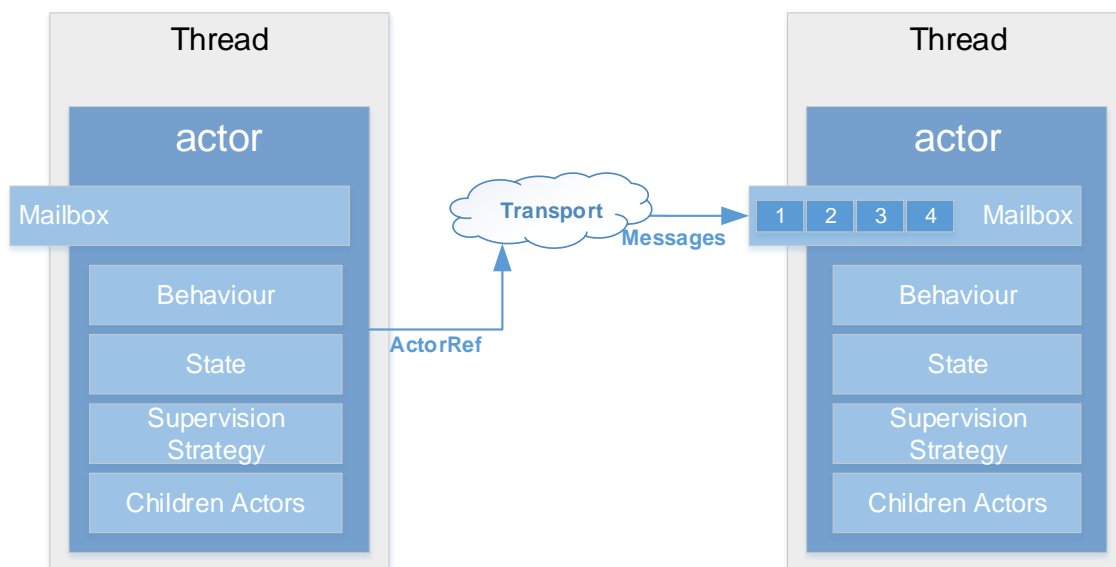 Thread
actor
Mailbox
Behaviour
State
Supervision
Strategy
Children Actors
ActorRef
Transport
Messages
Thread
actor
1 2 3 4 Mailbox
Behaviour
State
Supervision
Strategy
Children Actors